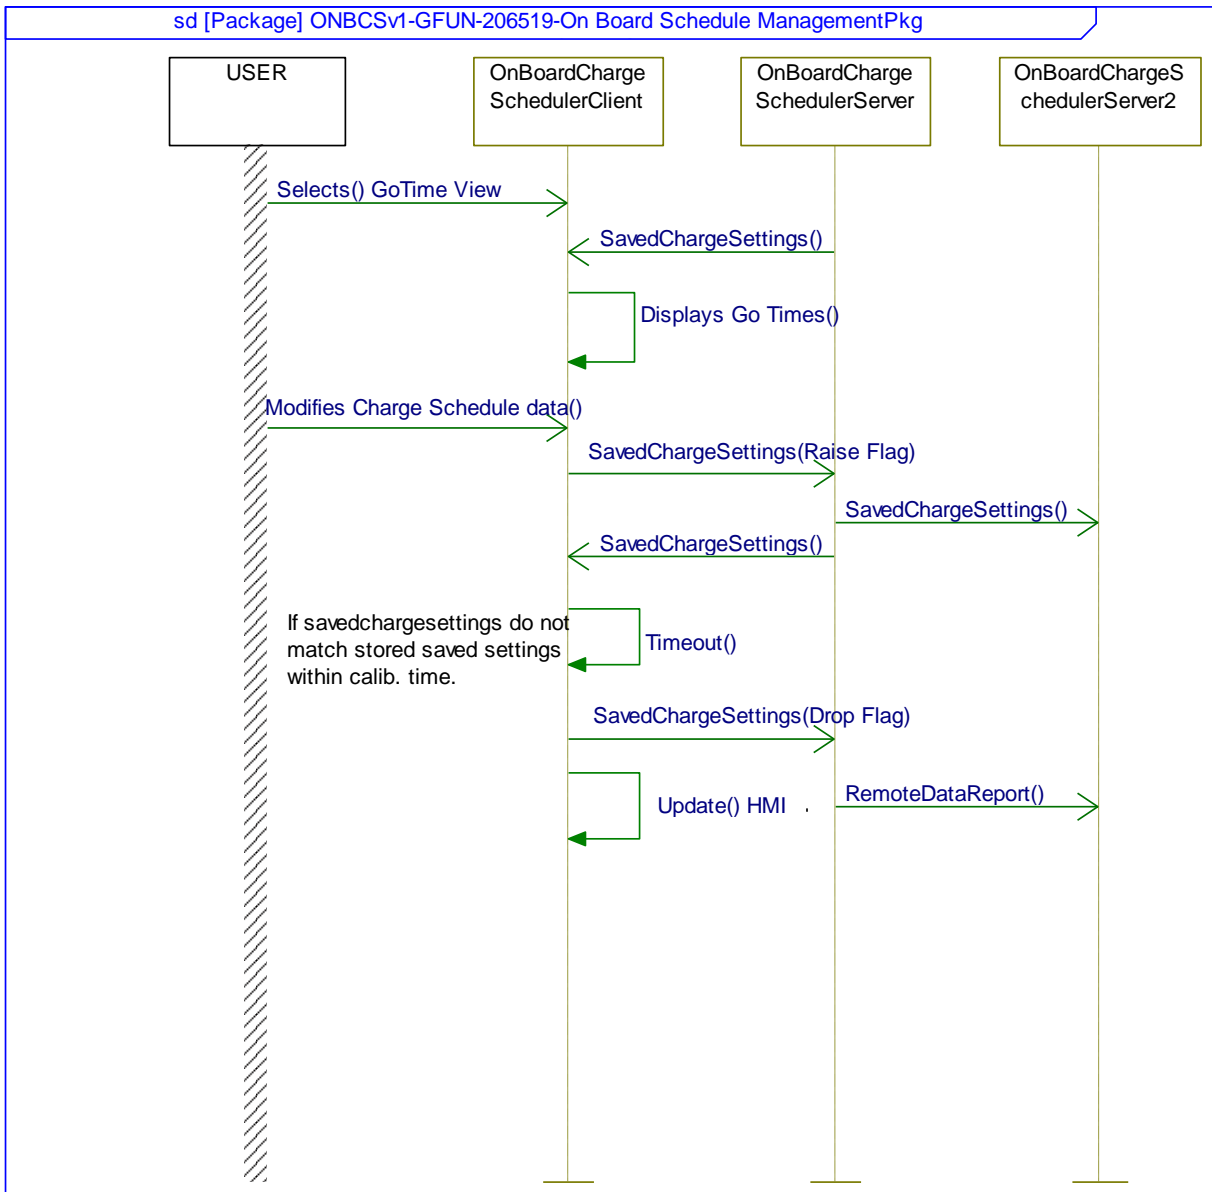 sd [Package] ONBCSv1-GFUN-206519-On Board Schedule ManagementPkg
USER
OnBoardCharge
SchedulerClient
OnBoardCharge
SchedulerServer
OnBoardChargeS
chedulerServer2
Selects() GoTime View
SavedChargeSettings()
Displays Go Times()
Modifies Charge Schedule data()
SavedChargeSettings(Raise Flag)
SavedChargeSettings()
SavedChargeSettings()
If savedchargesettings do not
match stored saved settings
within calib. time.
Timeout()
SavedChargeSettings(Drop Flag)
Update() HMI
RemoteDataReport()